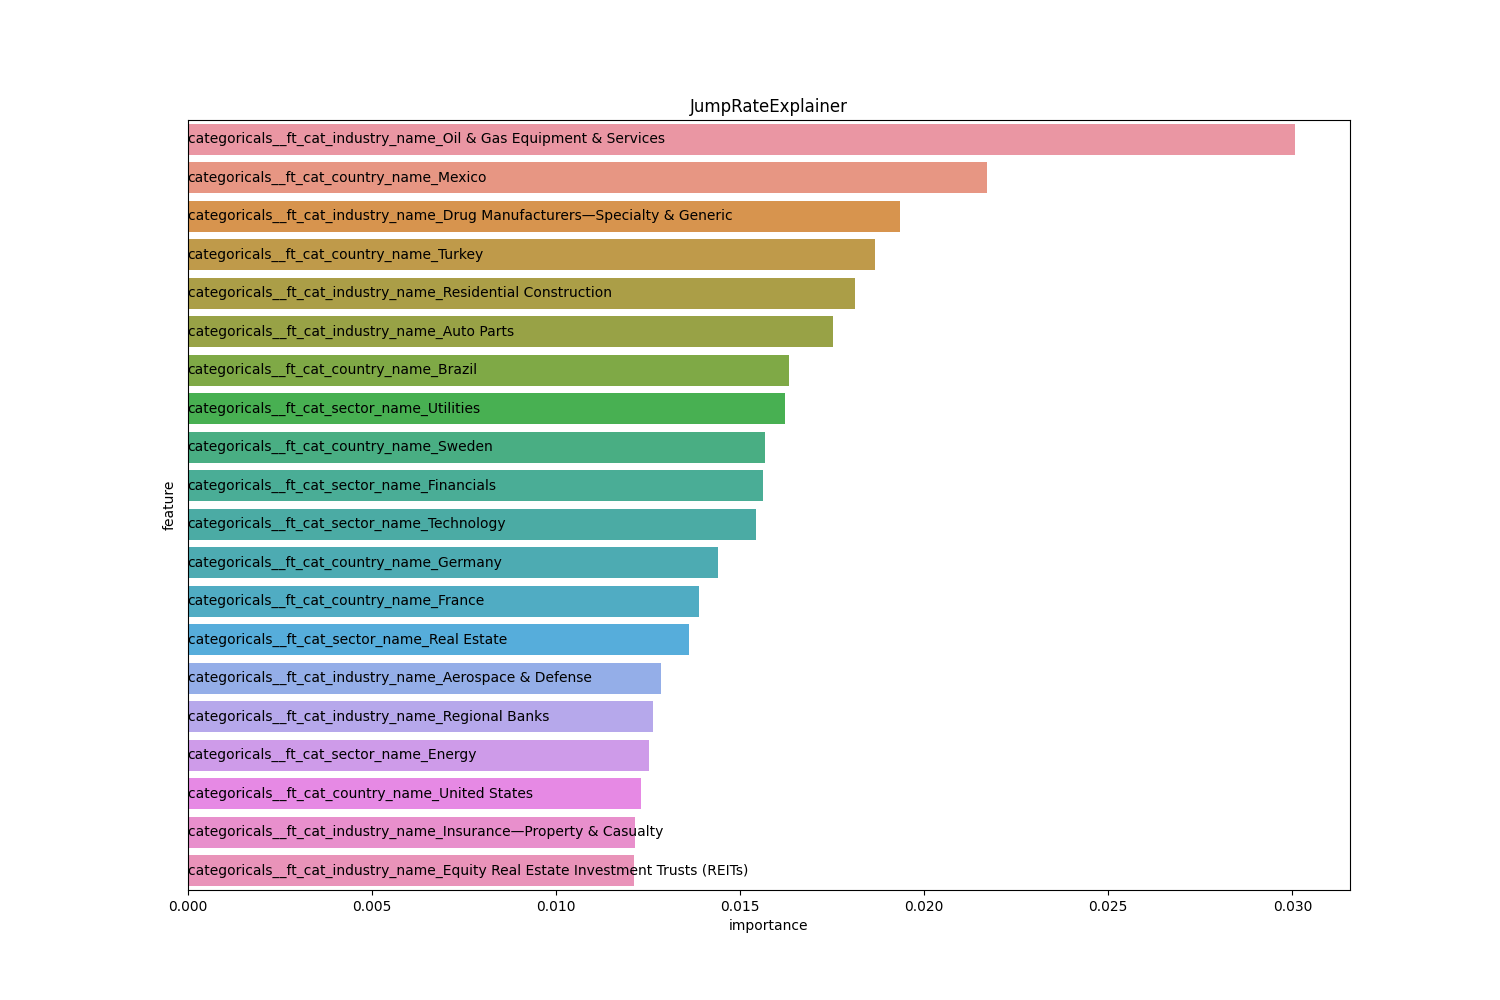 JumpRateExplainer
categoricals__ft_cat_industry_name_Oil & Gas Equipment & Services
categoricals__ft_cat_country_name_Mexico
categoricals__ft_cat_industry_name_Drug Manufacturers—Specialty & Generic
categoricals__ft_cat_country_name_Turkey
categoricals__ft_cat_industry_name_Residential Construction
categoricals__ft_cat_industry_name_Auto Parts
categoricals__ft_cat_country_name_Brazil
categoricals__ft_cat_sector_name_Utilities
categoricals__ft_cat_country_name_Sweden
categoricals__ft_cat_sector_name_Financials
categoricals__ft_cat_sector_name_Technology
categoricals__ft_cat_country_name_Germany
categoricals__ft_cat_country_name_France
categoricals__ft_cat_sector_name_Real Estate
categoricals__ft_cat_industry_name_Aerospace & Defense
categoricals__ft_cat_industry_name_Regional Banks
categoricals__ft_cat_sector_name_Energy
categoricals__ft_cat_country_name_United States
categoricals__ft_cat_industry_name_Insurance—Property & Casualty
categoricals__ft_cat_industry_name_Equity Real Estate Investment Trusts (REITs)
feature
0.000 0.005 0.010 0.015 0.020 0.025 0.030
importance